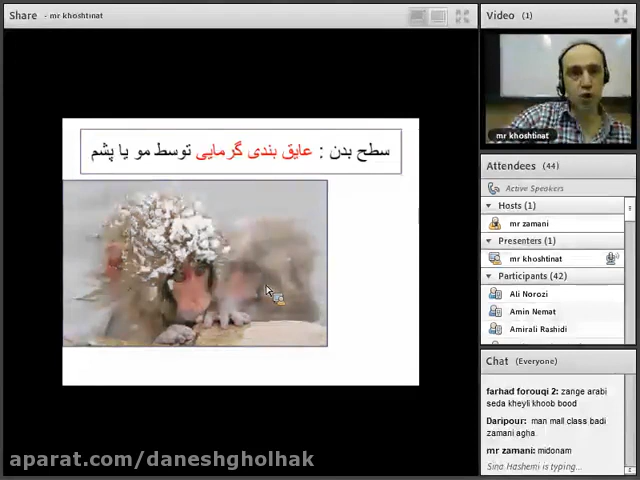 Share - mr khoshtinat
سطح بدن : عایق بندی گرمایی توسط مو یا پشم
Video (1)
mr khoshtinat
Attendees (44)
Active Speakers
Hosts (1)
mr zamani
Presenters (1)
mr khoshtinat
Participants (42)
Ali Norozi
Amin Nemat
Amirali Rashidi
Chat (Everyone)
farhad forouqi 2: zange arabi
seda kheyli khoob bood
Daripour: man mall class badi
zamani agha
mr zamani: midonam
Sina Hashemi is typing...
aparat.com/daneshgholhak